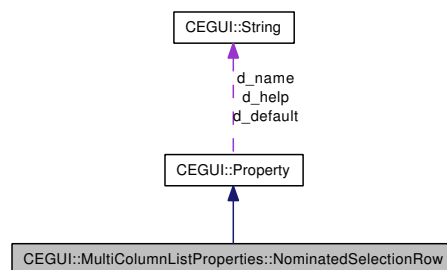 CEGUI::String
d_name
d_help
d_default
CEGUI::Property
CEGUI::MultiColumnListProperties::NominatedSelectionRow